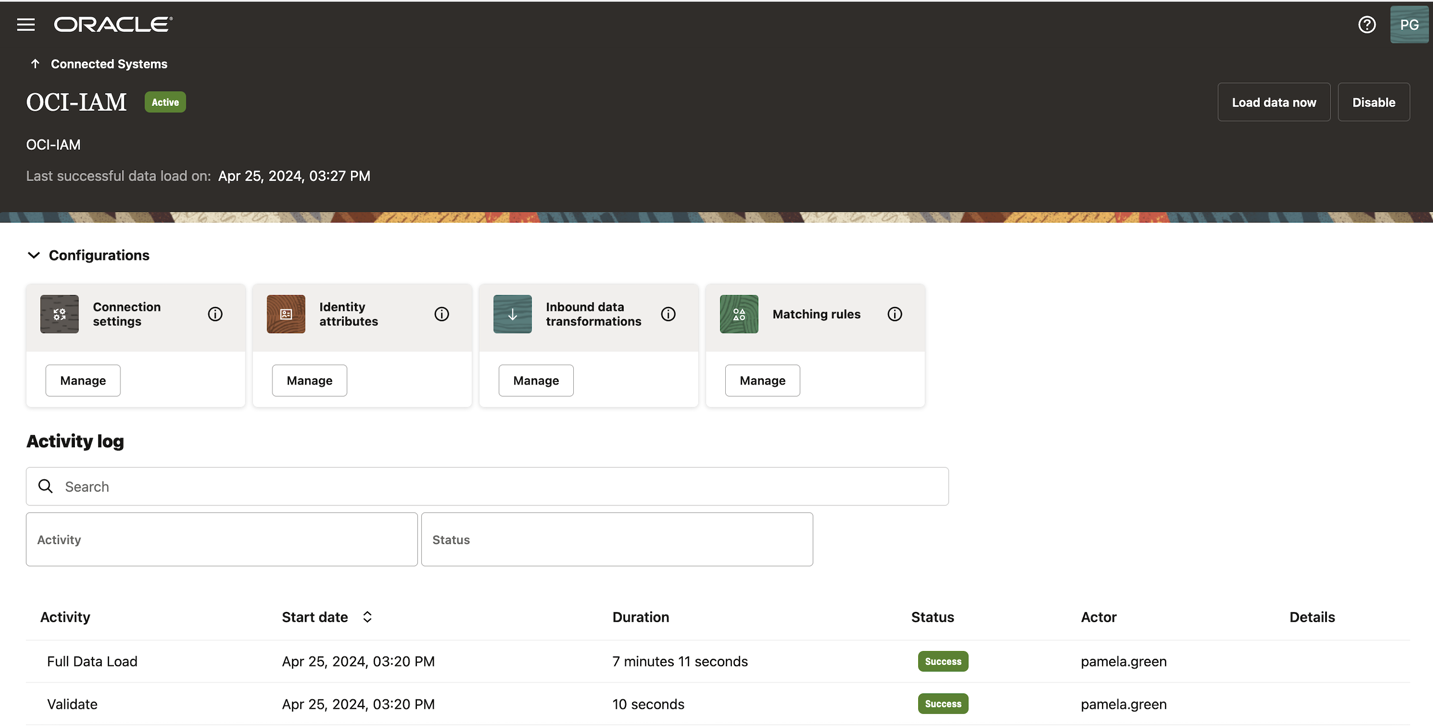 ORACLE
PG
Connected Systems
OCI-IAM Active
Load data now Disable
OCI-IAM
Last successful data load on: Apr 25, 2024, 03:27 PM
Configurations
Connection
settings
Manage
Identity
attributes
Manage
Inbound data
transformations
Manage
Matching rules
Manage
Activity log
Search
Activity Status
Activity Start date Duration Status Actor Details
Full Data Load Apr 25, 2024, 03:20 PM 7 minutes 11 seconds Success pamela.green
Validate Apr 25, 2024, 03:20 PM 10 seconds Success pamela.green